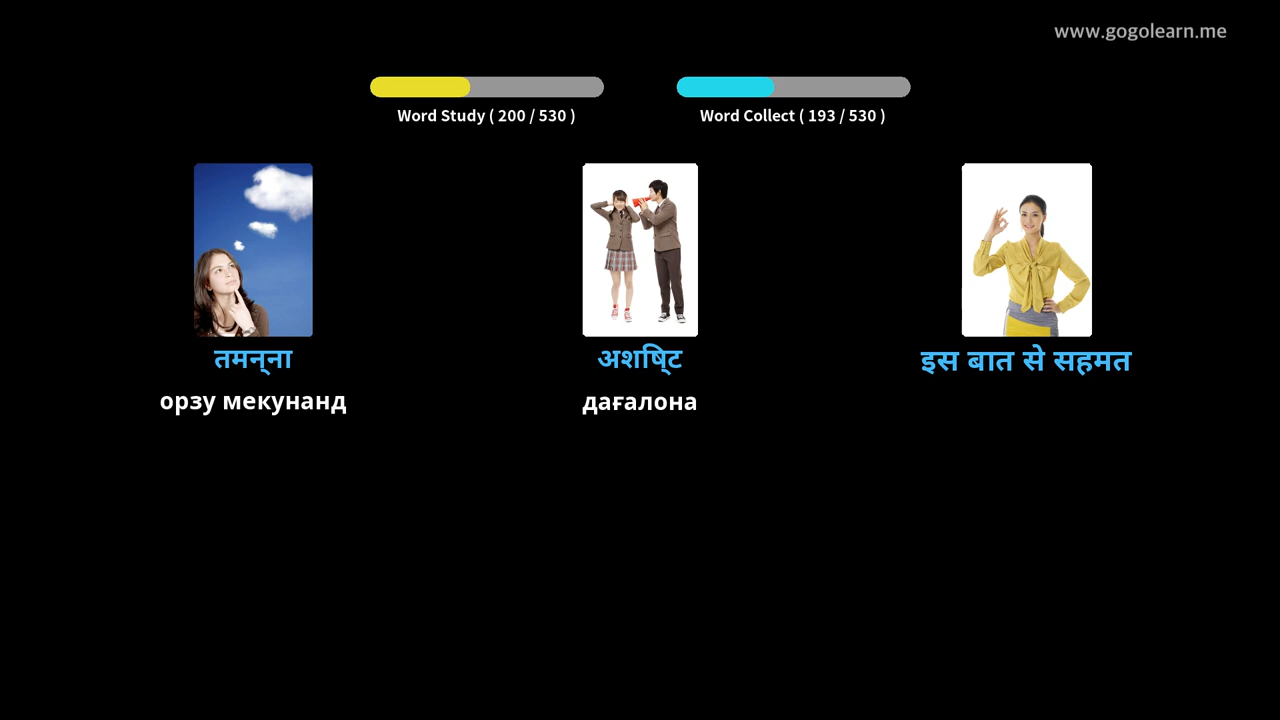 www.gogolearn.me
Word Study ( 200 / 530 )
Word Collect ( 193 / 530 )
तमन्ना
अशिष्ट
इस बात से सहमत
орзу мекунанд
дағалона